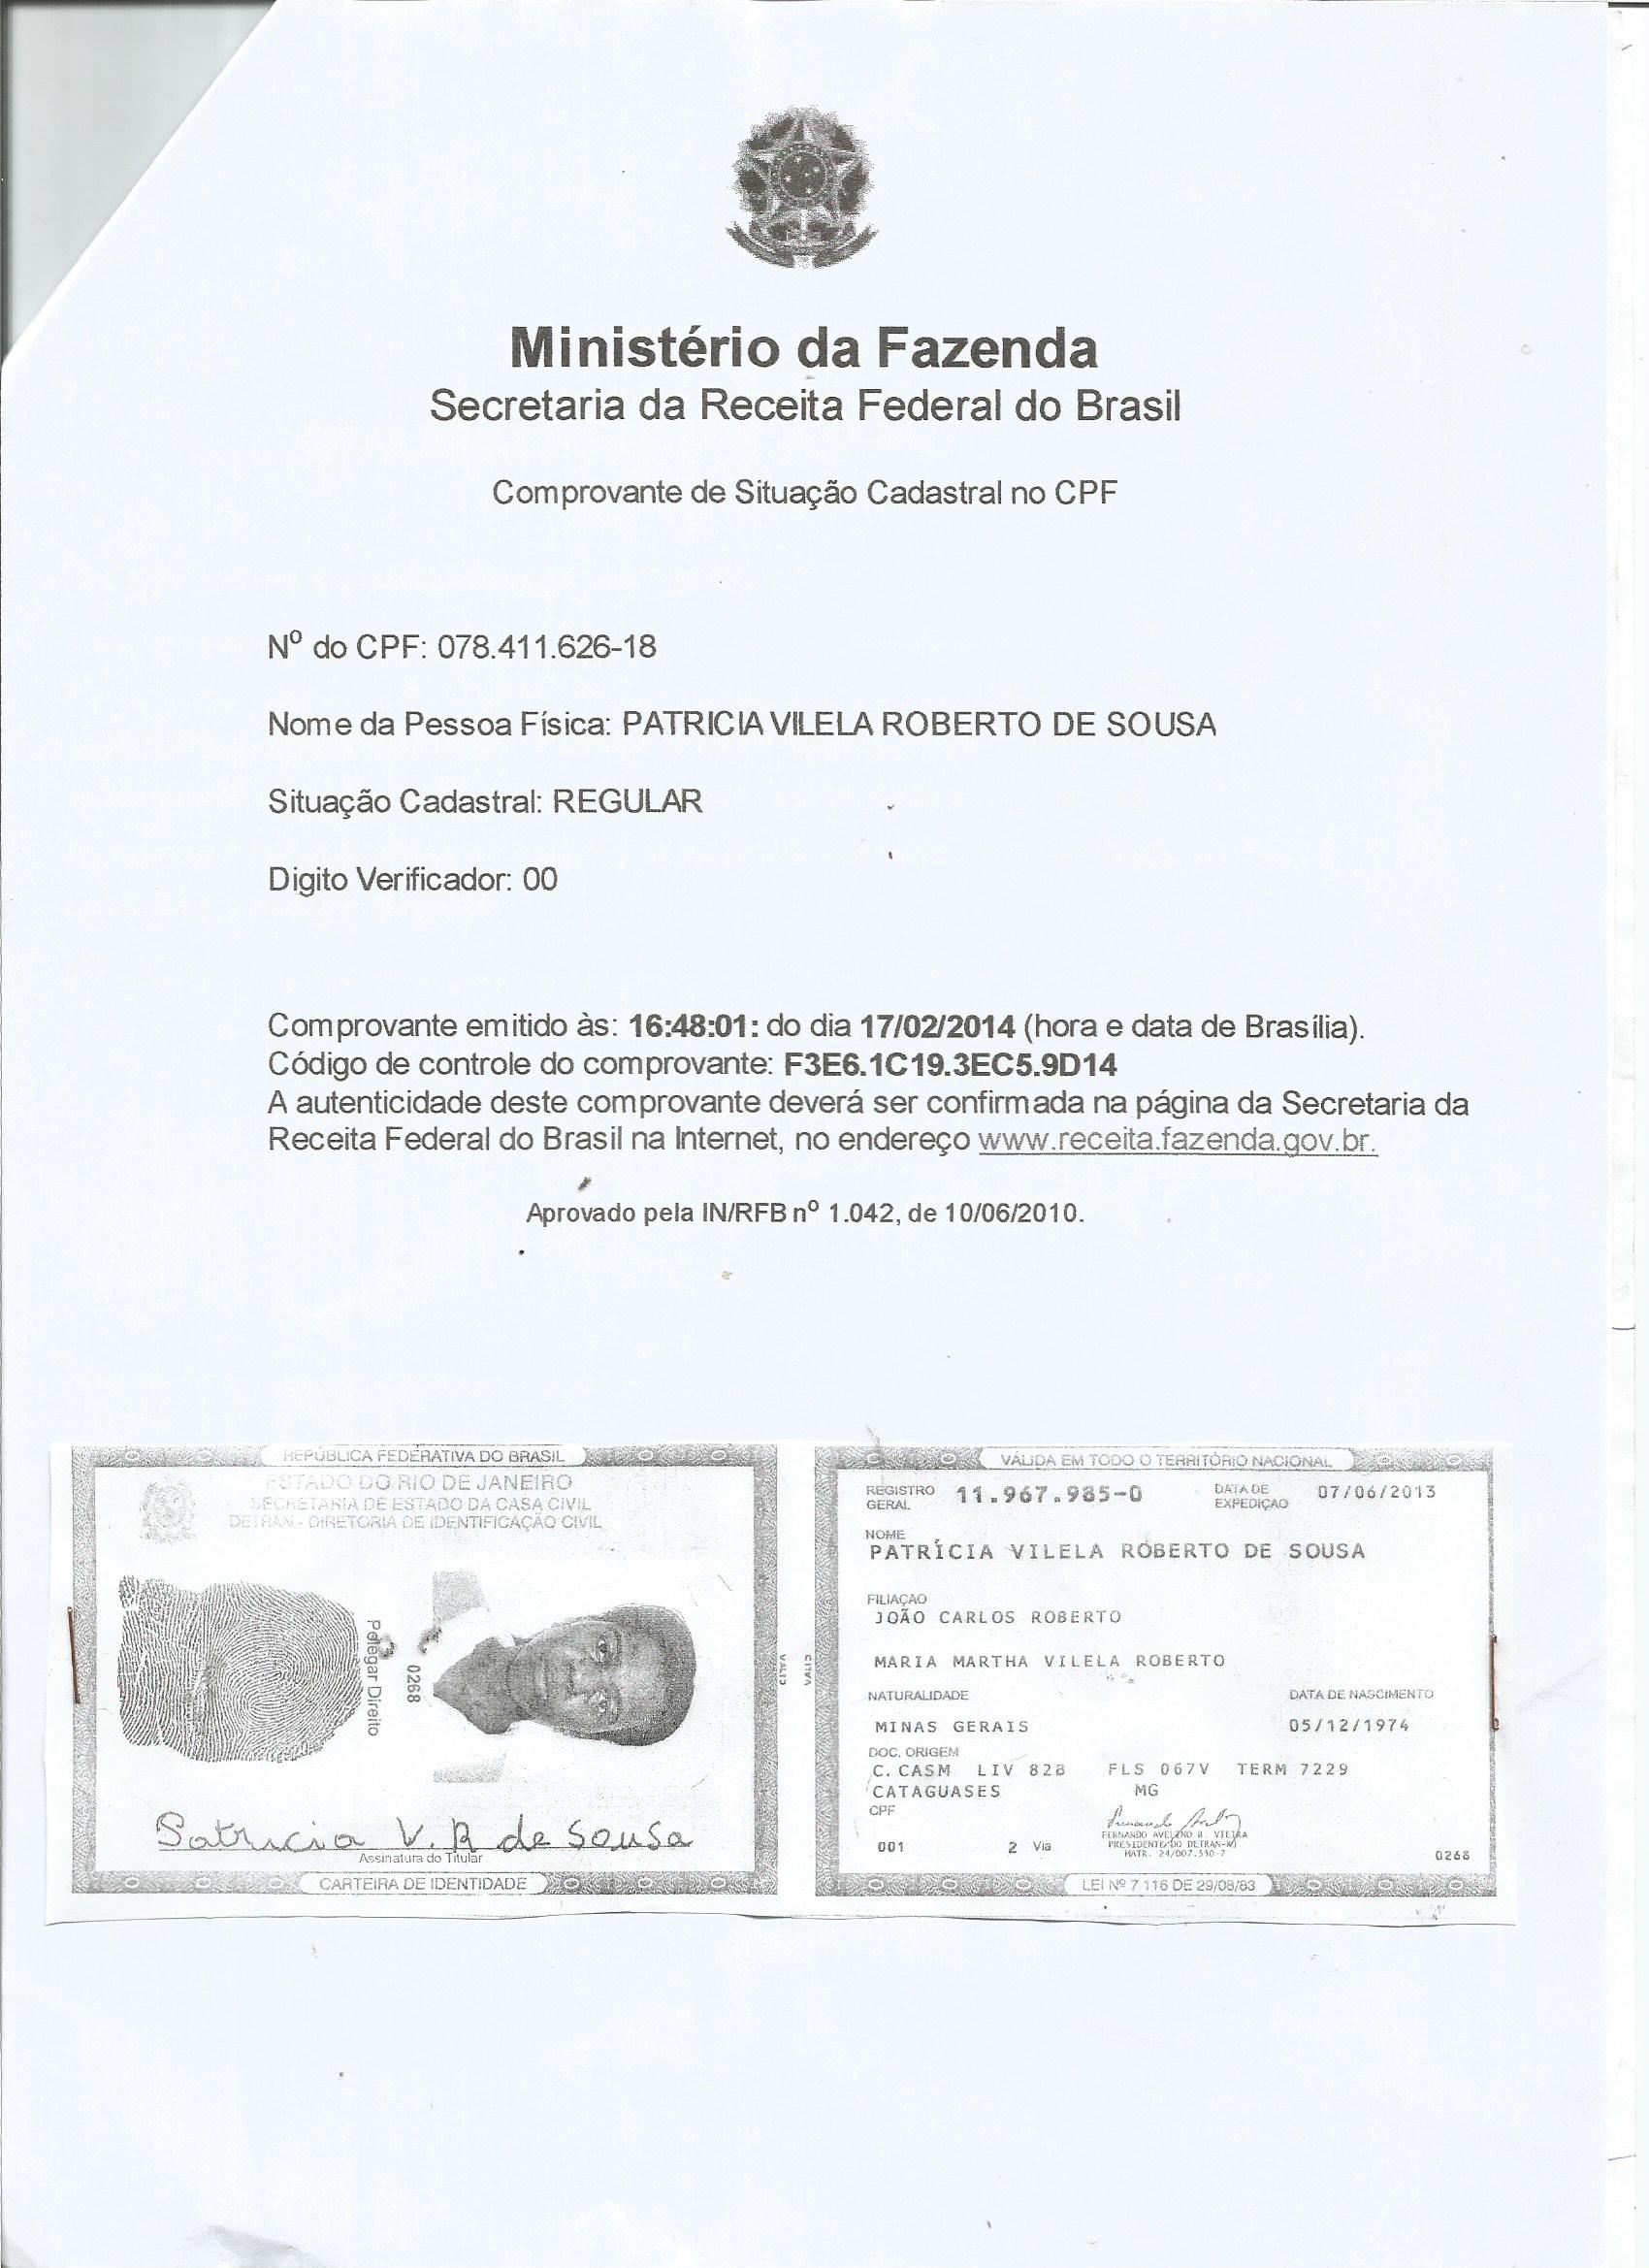 Ministério da Fazenda
Secretaria da Receita Federal do Brasil
Comprovante de Situação Cadastral no CPF
Nº do CPF: 078.411.626-18
Nome da Pessoa Física: PATRICIA VILELA ROBERTO DE SOUSA
Situação Cadastral: REGULAR
Digito Verificador: 00
Comprovante emitido às: 16:48:01: do dia 17/02/2014 (hora e data de Brasília).
Código de controle do comprovante: F3E6.1C19.3EC5.9D14
A autenticidade deste comprovante deverá ser confirmada na página da Secretaria da
Receita Federal do Brasil na Internet, no endereço www.receita.fazenda.gov.br.
Aprovado pela IN/RFB nº 1.042, de 10/06/2010.
REPÚBLICA FEDERATIVA DO BRASIL
ESTADO DO RIO DE JANEIRO
SECRETARIA DE ESTADO DA CASA CIVIL
DETRAN - DIRETORIA DE IDENTIFICAÇÃO CIVIL
Polegar Direito
0268
Patricia V. R de Sousa
Assinatura do Titular
CARTEIRA DE IDENTIDADE
VÁLIDA EM TODO O TERRITÓRIO NACIONAL
REGISTRO GERAL 11.967.985-0 DATA DE EXPEDIÇÃO 07/06/2013
NOME
PATRÍCIA VILELA ROBERTO DE SOUSA
FILIAÇÃO
JOÃO CARLOS ROBERTO
MARIA MARTHA VILELA ROBERTO
NATURALIDADE DATA DE NASCIMENTO
MINAS GERAIS 05/12/1974
DOC. ORIGEM
C. CASM LIV 82B FLS 067V TERM 7229
CATAGUASES MG
CPF
FERNANDO AVELINO B. VIEIRA
001 2 Via PRESIDENTE DO DETRAN-RJ
0268
LEI Nº 7.116 DE 29/08/83